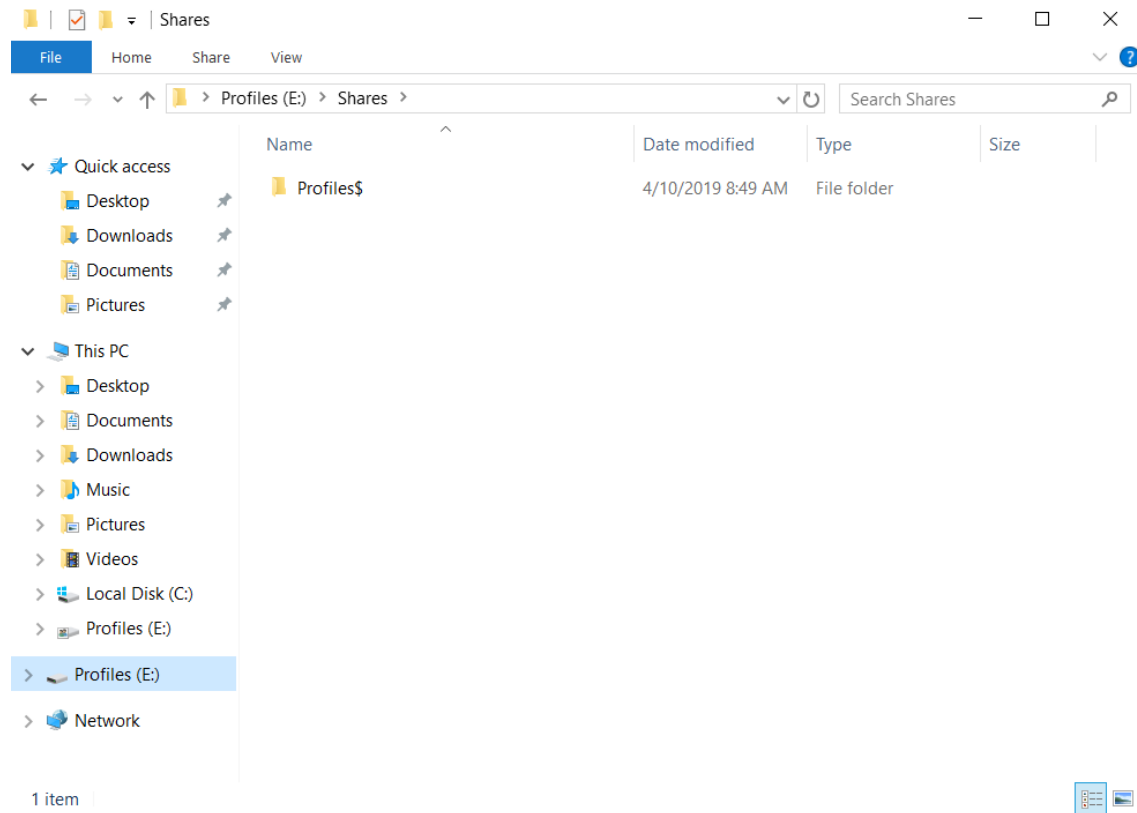 Shares
File Home Share View ?
Profiles (E:) Shares Search Shares
Name Date modified Type Size
Profiles$ 4/10/2019 8:49 AM File folder
Quick access
Desktop
Downloads
Documents
Pictures
This PC
Desktop
Documents
Downloads
Music
Pictures
Videos
Local Disk (C:)
Profiles (E:)
Profiles (E:)
Network
1 item